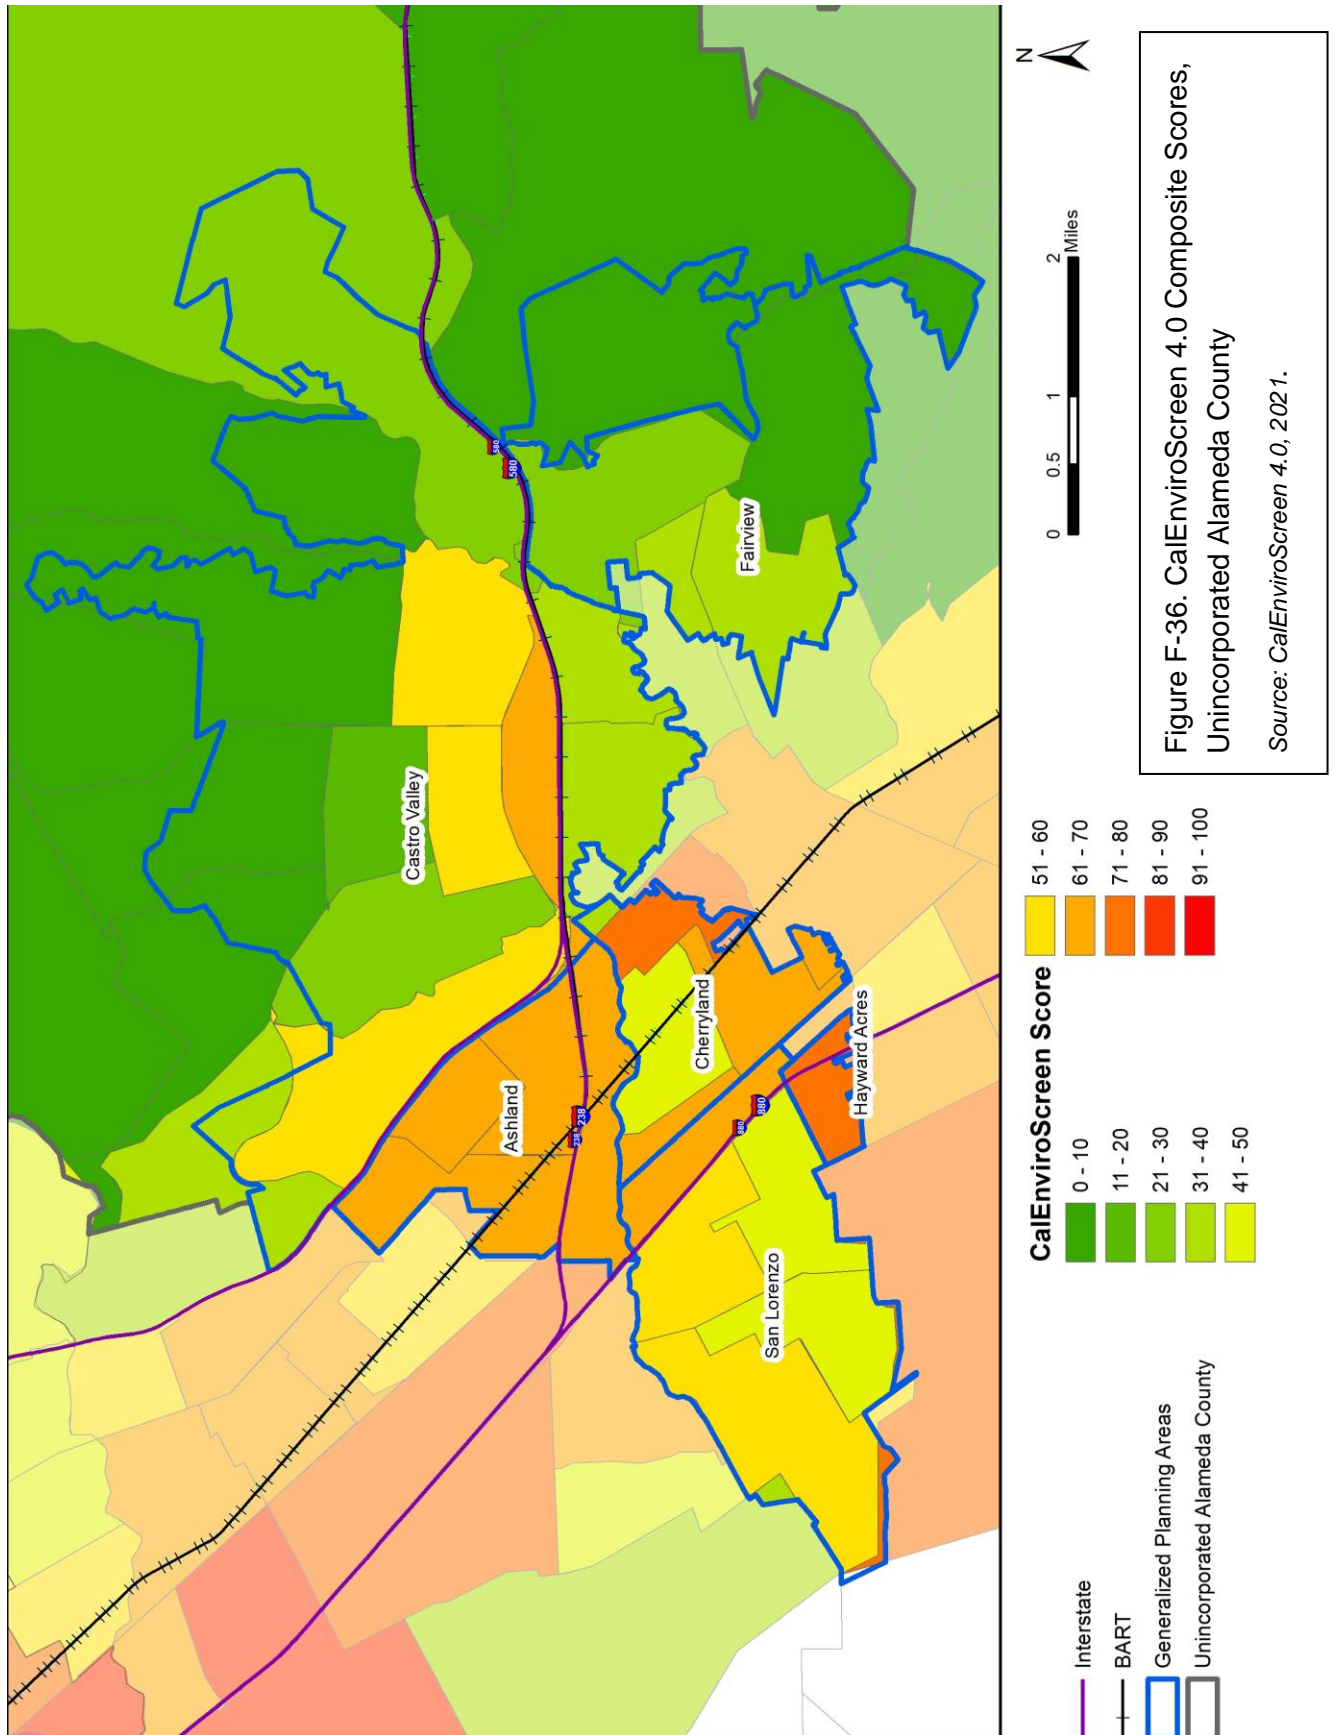 Castro Valley
Fairview
Ashland
Cherryland
Hayward Acres
San Lorenzo
580
580
238
238
880
880
N
Interstate
BART
Generalized Planning Areas
Unincorporated Alameda County
CalEnviroScreen Score
0 - 10
11 - 20
21 - 30
31 - 40
41 - 50
51 - 60
61 - 70
71 - 80
81 - 90
91 - 100
0 0.5 1 2
Miles
Figure F-36. CalEnviroScreen 4.0 Composite Scores,
Unincorporated Alameda County
Source: CalEnviroScreen 4.0, 2021.